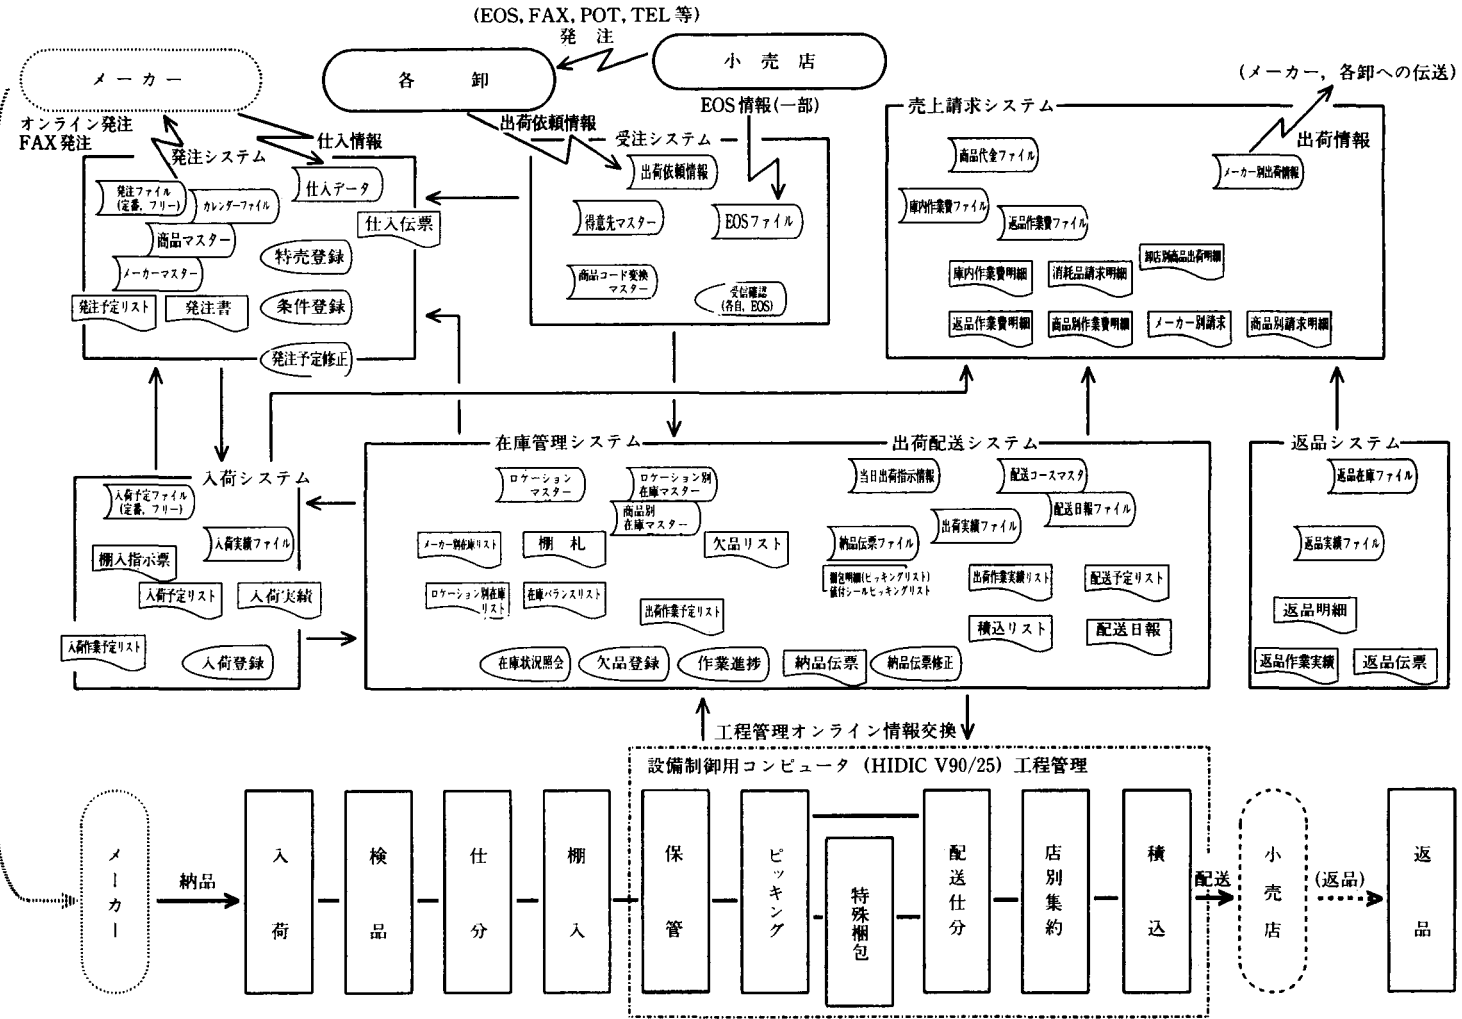 (EOS, FAX, POT, TEL 等)
発 注
メーカー
各 卸
小 売 店
(メーカー, 各卸への伝送)
オンライン発注
FAX発注
仕入情報
出荷依頼情報
EOS情報(一部)
出荷情報
発注システム
発注ファイル
(定番, フリー)
カレンダーファイル
仕入データ
仕入伝票
商品マスター
特売登録
メーカーマスター
発注予定リスト
発注書
条件登録
発注予定修正
受注システム
出荷依頼情報
得意先マスター
EOSファイル
商品コード変換
マスター
受信確認
(各自, EOS)
売上請求システム
商品代金ファイル
メーカー別出荷情報
庫内作業費ファイル
返品作業費ファイル
卸店別商品出荷明細
庫内作業費明細
消耗品請求明細
返品作業費明細
商品別作業費明細
メーカー別請求
商品別請求明細
入荷システム
入荷予定ファイル
(定番, フリー)
入荷実績ファイル
棚入指示票
入荷予定リスト
入荷実績
入荷作業予定リスト
入荷登録
在庫管理システム
ロケーション
マスター
ロケーション別
在庫マスター
商品別
在庫マスター
メーカー別在庫リスト
棚 札
欠品リスト
ロケーション別在庫
リスト
在庫バランスリスト
出荷作業予定リスト
在庫状況照会
欠品登録
作業進捗
納品伝票
納品伝票修正
出荷配送システム
当日出荷指示情報
配送コースマスタ
配送日報ファイル
出荷実績ファイル
納品伝票ファイル
梱包明細(ピッキングリスト)
値付シールピッキングリスト
出荷作業実績リスト
配送予定リスト
積込リスト
配送日報
返品システム
返品在庫ファイル
返品実績ファイル
返品明細
返品作業実績
返品伝票
工程管理オンライン情報交換
設備制御用コンピュータ (HIDIC V90/25) 工程管理
メーカー
納品
入荷
検品
仕分
棚入
保管
ピッキング
特殊梱包
配送仕分
店別集約
積込
配送
小売店
(返品)
返品